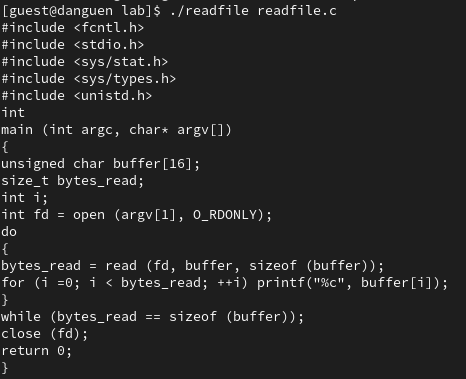 [guest@danguen lab]$ ./readfile readfile.c
#include <fcntl.h>
#include <stdio.h>
#include <sys/stat.h>
#include <sys/types.h>
#include <unistd.h>
int
main (int argc, char* argv[])
{
unsigned char buffer[16];
size_t bytes_read;
int i;
int fd = open (argv[1], O_RDONLY);
do
{
bytes_read = read (fd, buffer, sizeof (buffer));
for (i =0; i < bytes_read; ++i) printf("%c", buffer[i]);
}
while (bytes_read == sizeof (buffer));
close (fd);
return 0;
}